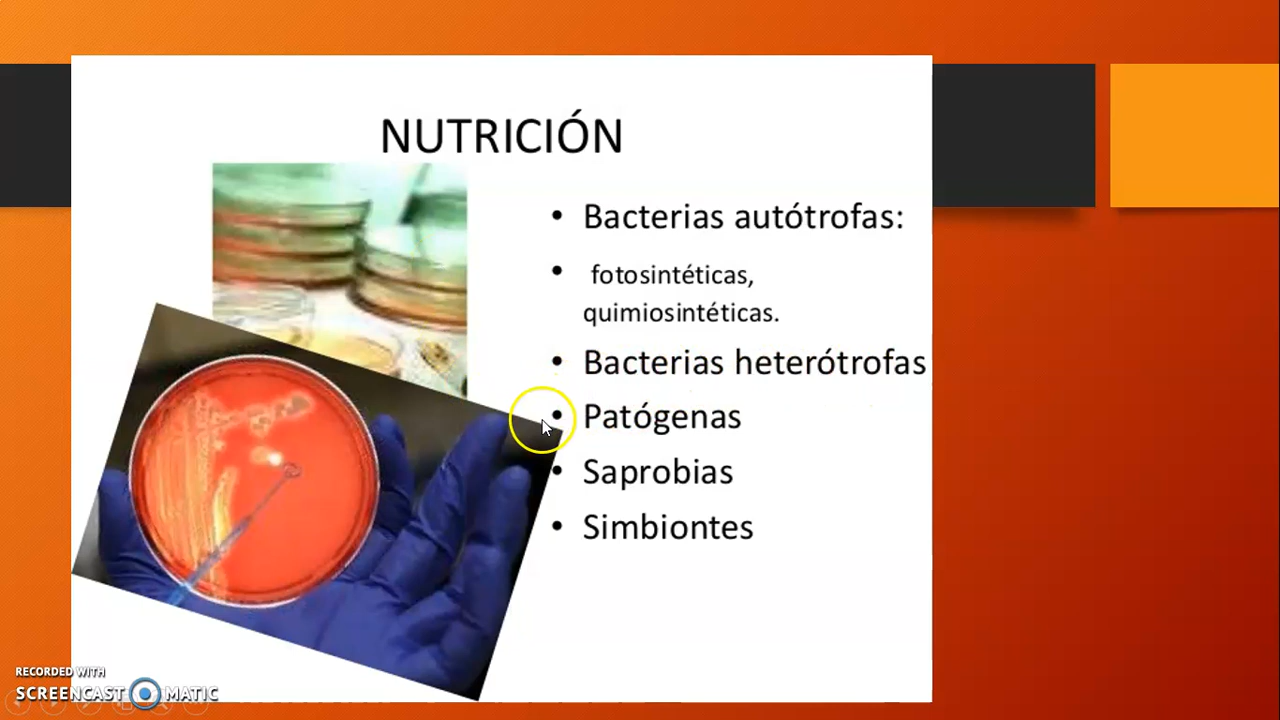 NUTRICIÓN
• Bacterias autótrofas:
• fotosintéticas,
quimiosintéticas.
• Bacterias heterótrofas
• Patógenas
• Saprobias
• Simbiontes
RECORDED WITH
SCREENCAST MATIC